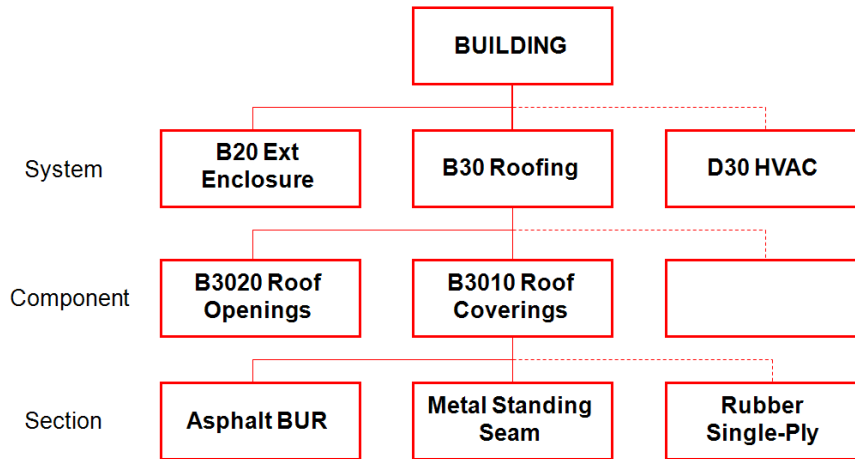 BUILDING
System
B20 Ext
Enclosure
B30 Roofing
D30 HVAC
Component
B3020 Roof
Openings
B3010 Roof
Coverings
Section
Asphalt BUR
Metal Standing
Seam
Rubber
Single-Ply